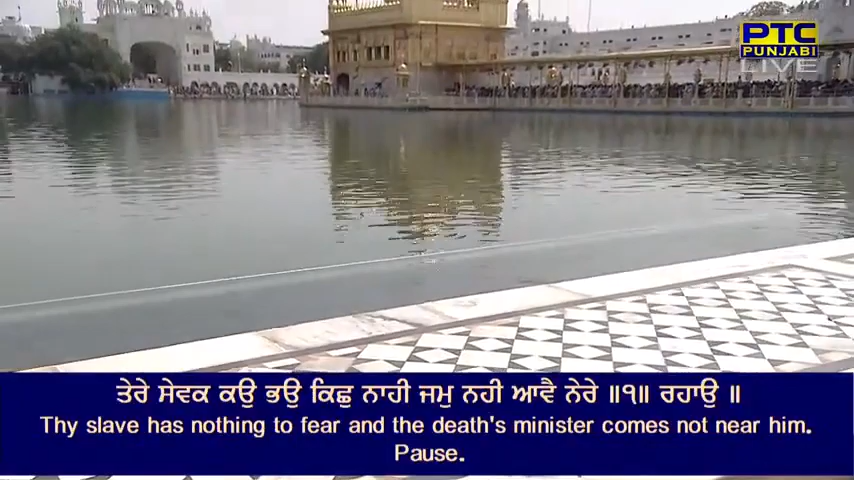 PTC
PUNJABI
LIVE
ਤੇਰੇ ਸੇਵਕ ਕਉ ਭਉ ਕਿਛੁ ਨਾਹੀ ਜਮੁ ਨਹੀ ਆਵੈ ਨੇਰੇ ॥੧॥ ਰਹਾਉ ॥
Thy slave has nothing to fear and the death's minister comes not near him.
Pause.